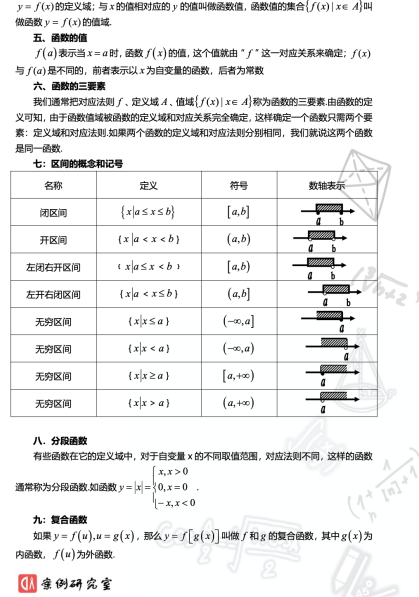 y = f(x)的定义域；与 x 的值相对应的 y 的值叫做函数值，函数值的集合{f(x)|x∈A}叫
做函数 y = f(x)的值域.
五、函数的值
f(a)表示当 x=a 时，函数 f(x)的值，这个值就由“f”这一对应关系来确定；f(x)
与 f(a)是不同的，前者表示以 x 为自变量的函数，后者为常数
六、函数的三要素
我们通常把对应法则 f、定义域 A、值域{f(x)|x∈A}称为函数的三要素.由函数的定
义可知，由于函数值域被函数的定义域和对应关系完全确定，这样确定一个函数只需两个要
素：定义域和对应法则.如果两个函数的定义域和对应法则分别相同，我们就说这两个函数
是同一函数.
七：区间的概念和记号
名称 定义 符号 数轴表示
闭区间 {x|a≤x≤b} [a,b] a b
开区间 {x|a<x<b} (a,b) a b
左闭右开区间 {x|a≤x<b} [a,b) a b
左开右闭区间 {x|a<x≤b} (a,b] a b
无穷区间 {x|x≤a} (−∞,a] a
无穷区间 {x|x<a} (−∞,a) a
无穷区间 {x|x≥a} [a,+∞) a
无穷区间 {x|x>a} (a,+∞) a
八．分段函数
有些函数在它的定义域中，对于自变量 x 的不同取值范围，对应法则不同，这样的函数
x, x>0
通常称为分段函数.如函数 y=|x|={0, x=0 .
−x, x<0
九：复合函数
如果 y=f(u),u=g(x)，那么 y=f[g(x)]叫做 f 和 g 的复合函数，其中 g(x)为
内函数，f(u)为外函数.
案例研究室